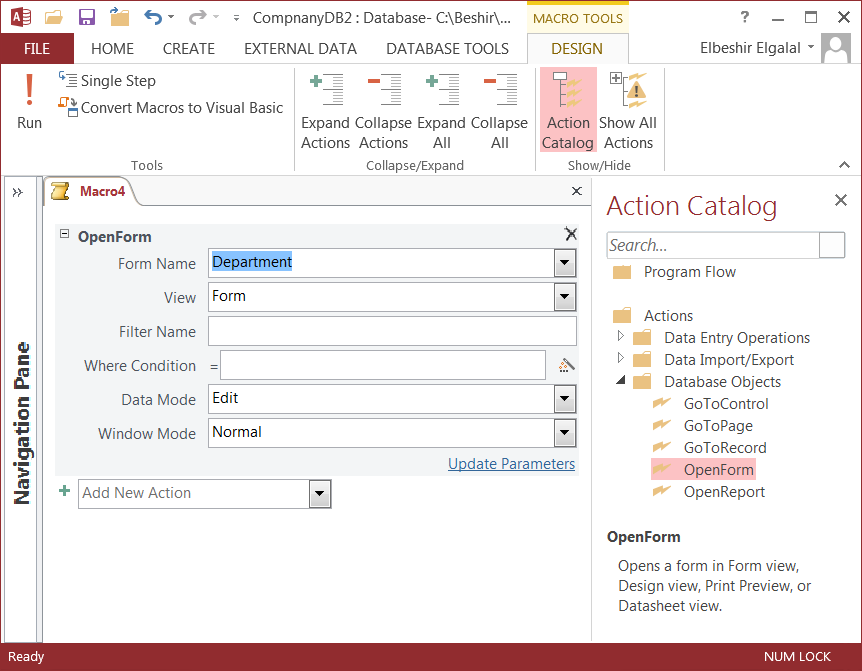 CompnanyDB2 : Database- C:\Beshir\...
MACRO TOOLS
?
FILE
HOME
CREATE
EXTERNAL DATA
DATABASE TOOLS
DESIGN
Elbeshir Elgalal
Run
Single Step
Convert Macros to Visual Basic
Tools
Expand Actions
Collapse Actions
Expand All
Collapse All
Collapse/Expand
Action Catalog
Show All Actions
Show/Hide
Navigation Pane
Macro4
OpenForm
Form Name Department
View Form
Filter Name
Where Condition =
Data Mode Edit
Window Mode Normal
Update Parameters
Add New Action
Action Catalog
Search...
Program Flow
Actions
Data Entry Operations
Data Import/Export
Database Objects
GoToControl
GoToPage
GoToRecord
OpenForm
OpenReport
OpenForm
Opens a form in Form view,
Design view, Print Preview, or
Datasheet view.
Ready
NUM LOCK